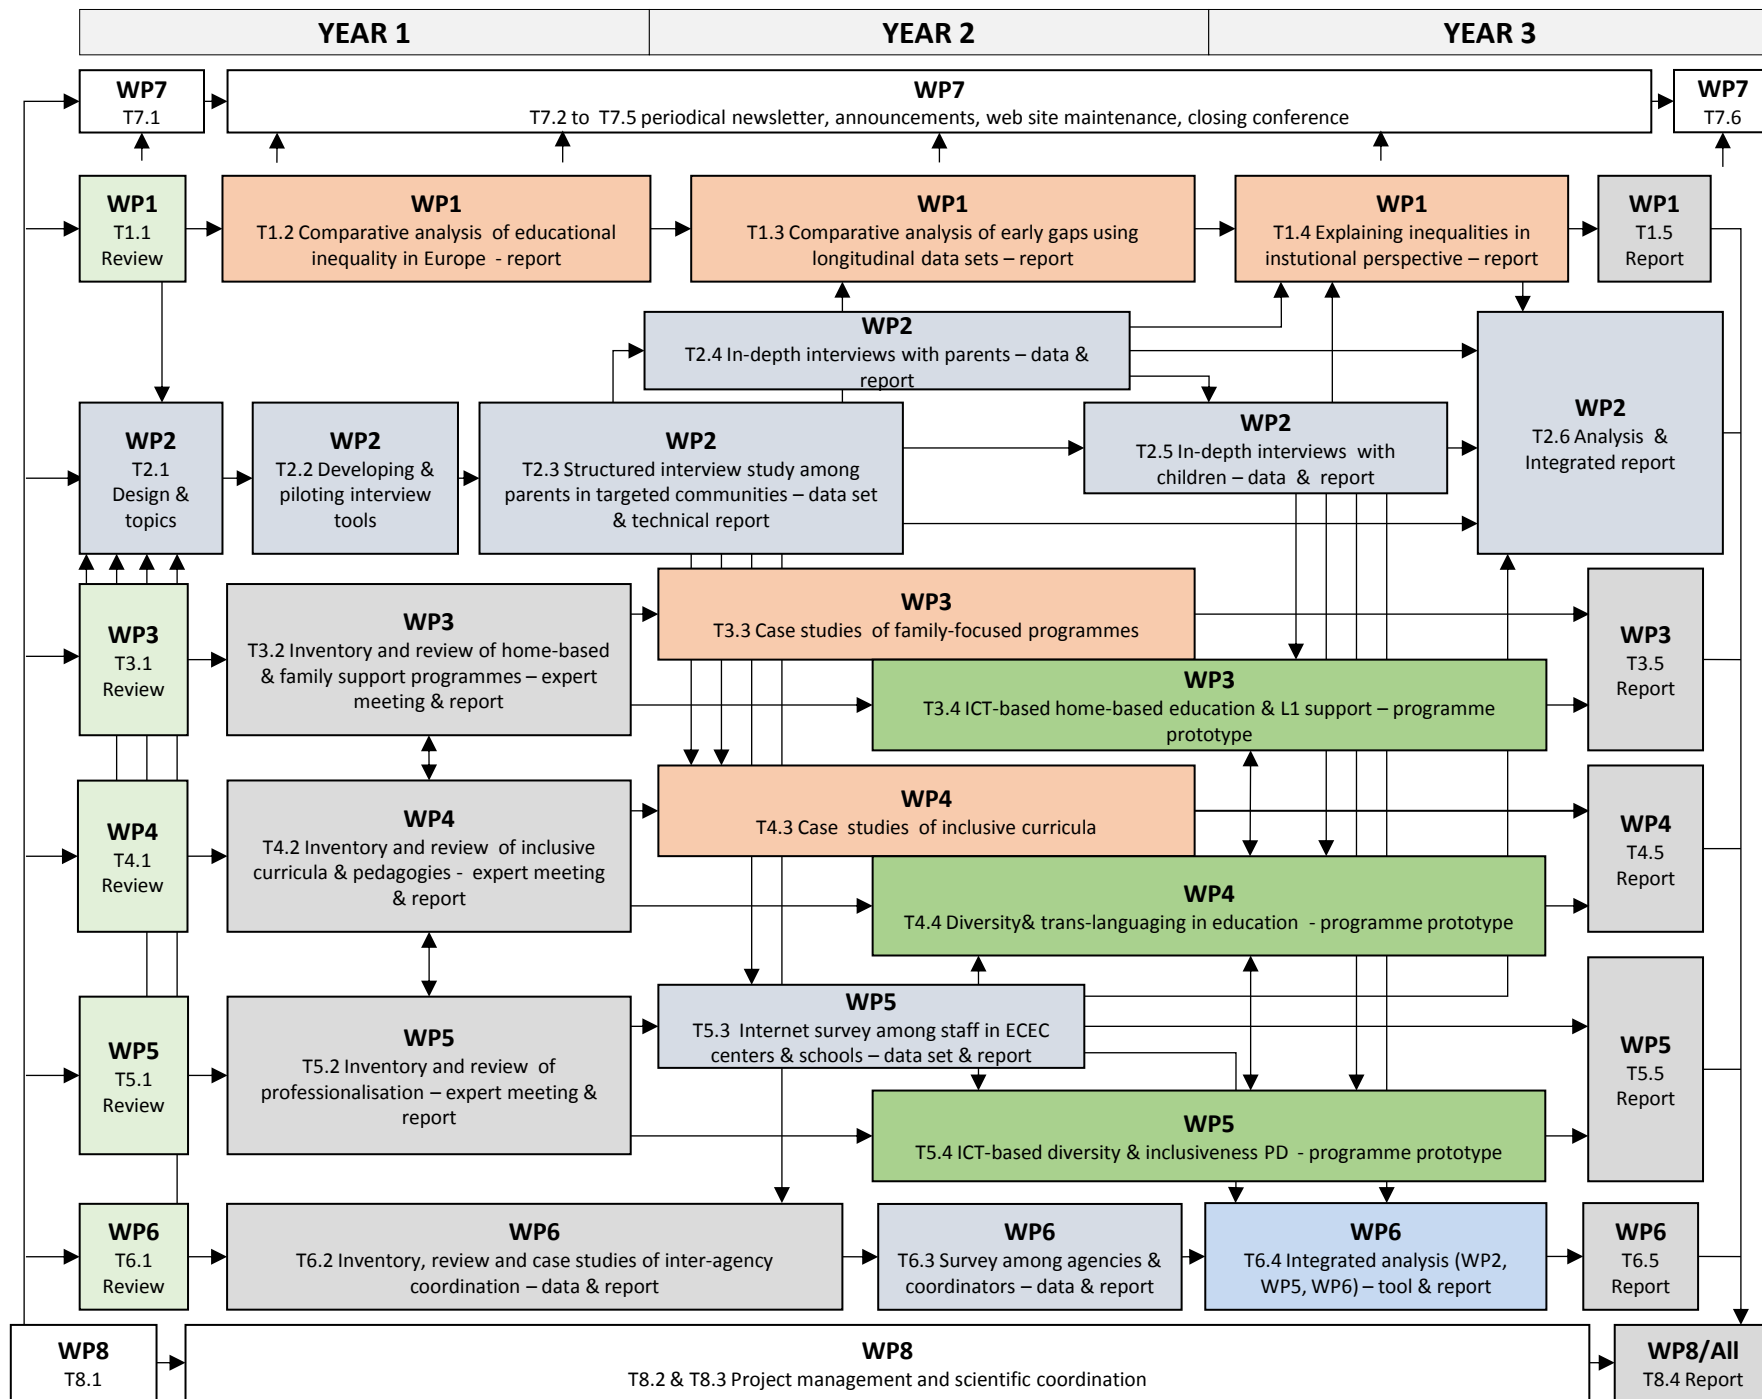 YEAR 1
YEAR 2
YEAR 3
WP7
T7.1
WP7
T7.2 to T7.5 periodical newsletter, announcements, web site maintenance, closing conference
WP7
T7.6
WP1
T1.1
Review
WP1
T1.2 Comparative analysis of educational
inequality in Europe - report
WP1
T1.3 Comparative analysis of early gaps using
longitudinal data sets – report
WP1
T1.4 Explaining inequalities in
instutional perspective – report
WP1
T1.5
Report
WP2
T2.4 In-depth interviews with parents – data &
report
WP2
T2.1
Design &
topics
WP2
T2.2 Developing &
piloting interview
tools
WP2
T2.3 Structured interview study among
parents in targeted communities – data set
& technical report
WP2
T2.5 In-depth interviews with
children – data & report
WP2
T2.6 Analysis &
Integrated report
WP3
T3.1
Review
WP3
T3.2 Inventory and review of home-based
& family support programmes – expert
meeting & report
WP3
T3.3 Case studies of family-focused programmes
WP3
T3.4 ICT-based home-based education & L1 support – programme
prototype
WP3
T3.5
Report
WP4
T4.1
Review
WP4
T4.2 Inventory and review of inclusive
curricula & pedagogies - expert meeting
& report
WP4
T4.3 Case studies of inclusive curricula
WP4
T4.4 Diversity& trans-languaging in education - programme prototype
WP4
T4.5
Report
WP5
T5.1
Review
WP5
T5.2 Inventory and review of
professionalisation – expert meeting &
report
WP5
T5.3 Internet survey among staff in ECEC
centers & schools – data set & report
WP5
T5.4 ICT-based diversity & inclusiveness PD - programme prototype
WP5
T5.5
Report
WP6
T6.1
Review
WP6
T6.2 Inventory, review and case studies of inter-agency
coordination – data & report
WP6
T6.3 Survey among agencies &
coordinators – data & report
WP6
T6.4 Integrated analysis (WP2,
WP5, WP6) – tool & report
WP6
T6.5
Report
WP8
T8.1
WP8
T8.2 & T8.3 Project management and scientific coordination
WP8/All
T8.4 Report